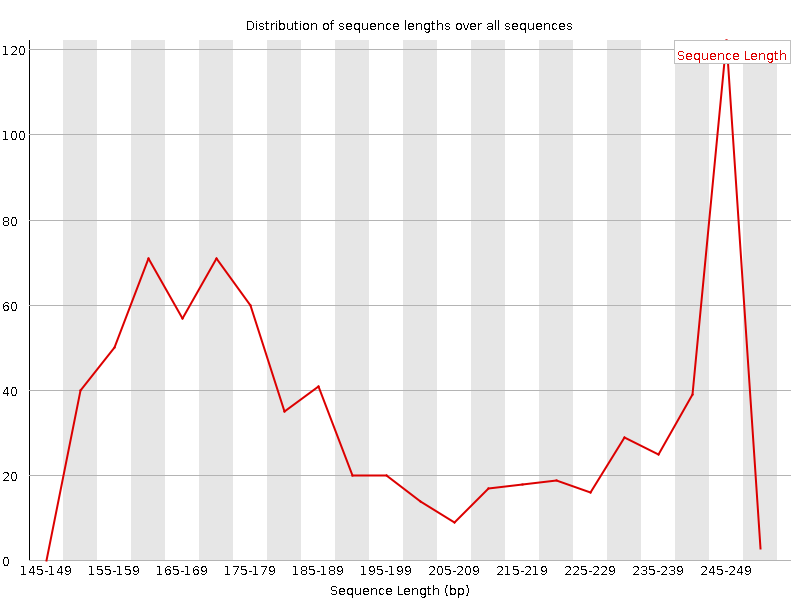 Distribution of sequence lengths over all sequences
Sequence Length
120
100
80
60
40
20
0
145-149 155-159 165-169 175-179 185-189 195-199 205-209 215-219 225-229 235-239 245-249
Sequence Length (bp)